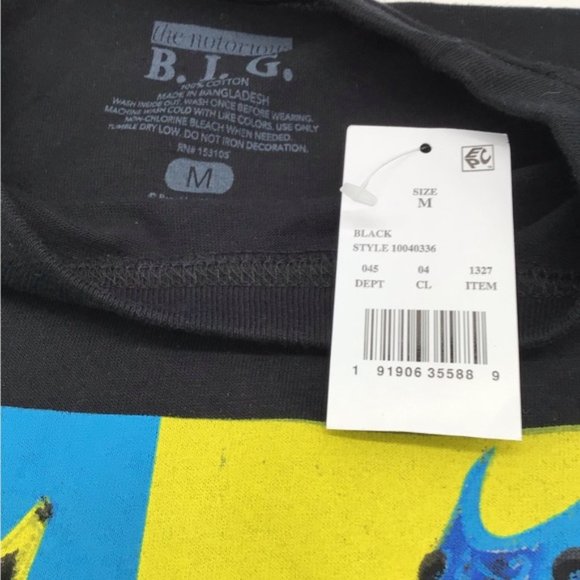 the notorious
B. I. G.
100% COTTON
MADE IN BANGLADESH
WASH INSIDE OUT. WASH ONCE BEFORE WEARING.
MACHINE WASH COLD WITH LIKE COLORS. USE ONLY
NON-CHLORINE BLEACH WHEN NEEDED.
TUMBLE DRY LOW. DO NOT IRON DECORATION.
RN# 153105
M
SIZE
M
BLACK
STYLE 10040336
045 04 1327
DEPT CL ITEM
1 91906 35588 9